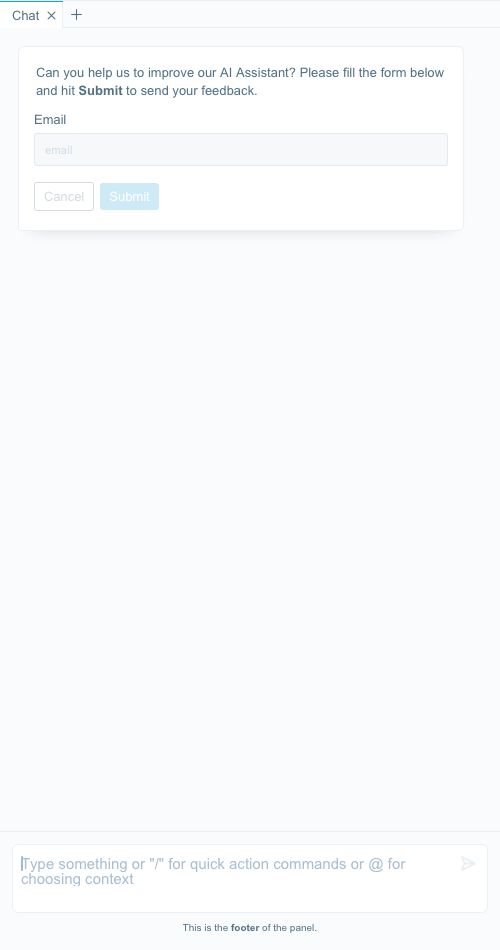 Chat
Can you help us to improve our AI Assistant? Please fill the form below
and hit Submit to send your feedback.
Email
email
Cancel Submit
Type something or "/" for quick action commands or @ for
choosing context
This is the footer of the panel.